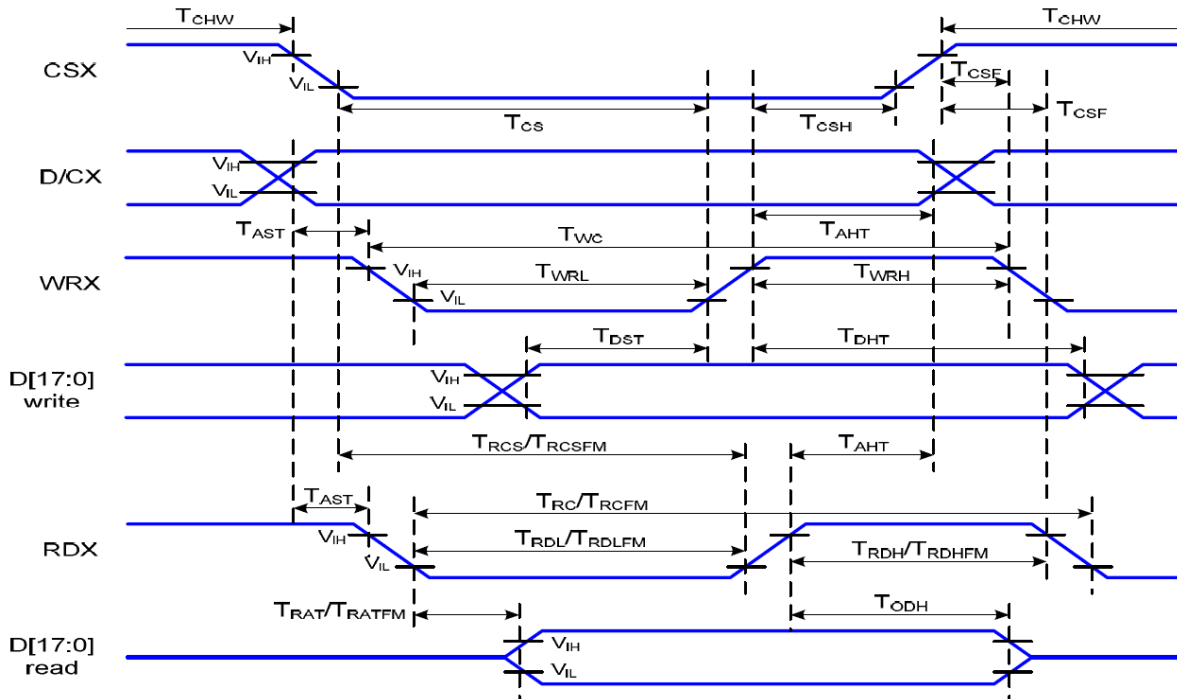 TCHW
TCHW
CSX
VIH
VIL
TCSF
TCS
TCSH
TCSF
D/CX
VIH
VIL
TAST
TWC
TAHT
WRX
VIH
VIL
TWRL
TWRH
TDST
TDHT
D[17:0]
write
VIH
VIL
TRCS/TRCSFM
TAHT
TAST
TRC/TRCFM
RDX
VIH
VIL
TRDL/TRDLFM
TRDH/TRDHFM
TRAT/TRATFM
TODH
D[17:0]
read
VIH
VIL